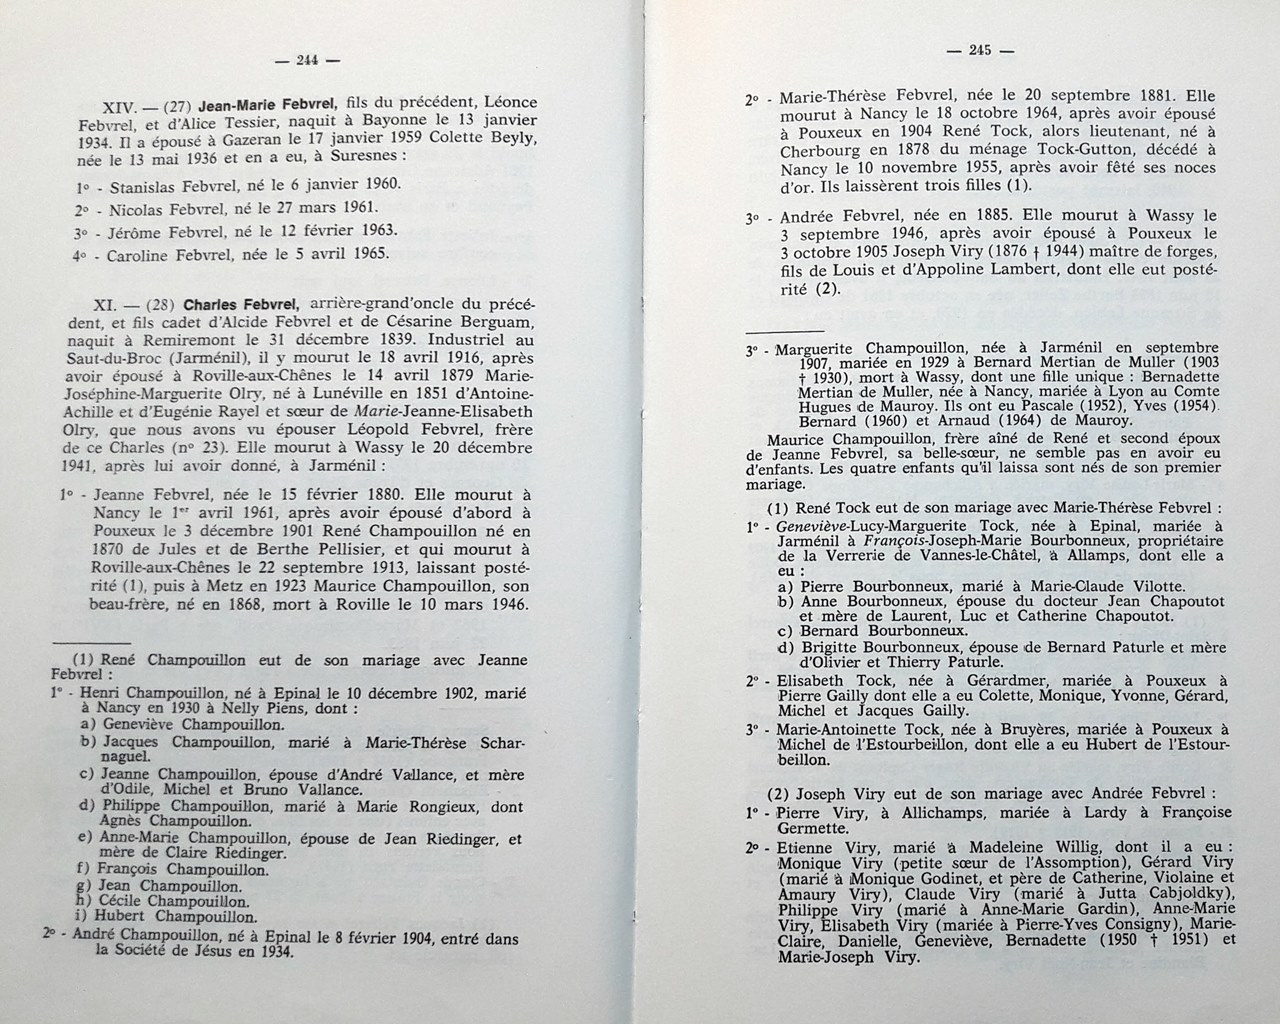 — 244 —
XIV. — (27) Jean-Marie Febvrel, fils du précédent, Léonce
Febvrel, et d'Alice Tessier, naquit à Bayonne le 13 janvier
1934. Il a épousé à Gazeran le 17 janvier 1959 Colette Beyly,
née le 13 mai 1936 et en a eu, à Suresnes :
1º - Stanislas Febvrel, né le 6 janvier 1960.
2º - Nicolas Febvrel, né le 27 mars 1961.
3º - Jérôme Febvrel, né le 12 février 1963.
4º - Caroline Febvrel, née le 5 avril 1965.
XI. — (28) Charles Febvrel, arrière-grand'oncle du précé-
dent, et fils cadet d'Alcide Febvrel et de Césarine Berguam,
naquit à Remiremont le 31 décembre 1839. Industriel au
Saut-du-Broc (Jarménil), il y mourut le 18 avril 1916, après
avoir épousé à Roville-aux-Chênes le 14 avril 1879 Marie-
Joséphine-Marguerite Olry, né à Lunéville en 1851 d'Antoine-
Achille et d'Eugénie Rayel et sœur de Marie-Jeanne-Elisabeth
Olry, que nous avons vu épouser Léopold Febvrel, frère
de ce Charles (nº 23). Elle mourut à Wassy le 20 décembre
1941, après lui avoir donné, à Jarménil :
1º - Jeanne Febvrel, née le 15 février 1880. Elle mourut à
Nancy le 1er avril 1961, après avoir épousé d'abord à
Pouxeux le 3 décembre 1901 René Champouillon né en
1870 de Jules et de Berthe Pellisier, et qui mourut à
Roville-aux-Chênes le 22 septembre 1913, laissant posté-
rité (1), puis à Metz en 1923 Maurice Champouillon, son
beau-frère, né en 1868, mort à Roville le 10 mars 1946.
(1) René Champouillon eut de son mariage avec Jeanne
Febvrel :
1º - Henri Champouillon, né à Epinal le 10 décembre 1902, marié
à Nancy en 1930 à Nelly Piens, dont :
a) Geneviève Champouillon.
b) Jacques Champouillon, marié à Marie-Thérèse Schar-
naguel.
c) Jeanne Champouillon, épouse d'André Vallance, et mère
d'Odile, Michel et Bruno Vallance.
d) Philippe Champouillon, marié à Marie Rongieux, dont
Agnès Champouillon.
e) Anne-Marie Champouillon, épouse de Jean Riedinger, et
mère de Claire Riedinger.
f) François Champouillon.
g) Jean Champouillon.
h) Cécile Champouillon.
i) Hubert Champouillon.
2º - André Champouillon, né à Epinal le 8 février 1904, entré dans
la Société de Jésus en 1934.
— 245 —
2º - Marie-Thérèse Febvrel, née le 20 septembre 1881. Elle
mourut à Nancy le 18 octobre 1964, après avoir épousé
à Pouxeux en 1904 René Tock, alors lieutenant, né à
Cherbourg en 1878 du ménage Tock-Gutton, décédé à
Nancy le 10 novembre 1955, après avoir fêté ses noces
d'or. Ils laissèrent trois filles (1).
3º - Andrée Febvrel, née en 1885. Elle mourut à Wassy le
3 septembre 1946, après avoir épousé à Pouxeux le
3 octobre 1905 Joseph Viry (1876 † 1944) maître de forges,
fils de Louis et d'Appoline Lambert, dont elle eut posté-
rité (2).
3º - Marguerite Champouillon, née à Jarménil en septembre
1907, mariée en 1929 à Bernard Mertian de Muller (1903
† 1930), mort à Wassy, dont une fille unique : Bernadette
Mertian de Muller, née à Nancy, mariée à Lyon au Comte
Hugues de Mauroy. Ils ont eu Pascale (1952), Yves (1954).
Bernard (1960) et Arnaud (1964) de Mauroy.
Maurice Champouillon, frère aîné de René et second époux
de Jeanne Febvrel, sa belle-sœur, ne semble pas en avoir eu
d'enfants. Les quatre enfants qu'il laissa sont nés de son premier
mariage.
(1) René Tock eut de son mariage avec Marie-Thérèse Febvrel :
1º - Geneviève-Lucy-Marguerite Tock, née à Epinal, mariée à
Jarménil à François-Joseph-Marie Bourbonneux, propriétaire
de la Verrerie de Vannes-le-Châtel, à Allamps, dont elle a
eu :
a) Pierre Bourbonneux, marié à Marie-Claude Vilotte.
b) Anne Bourbonneux, épouse du docteur Jean Chapoutot
et mère de Laurent, Luc et Catherine Chapoutot.
c) Bernard Bourbonneux.
d) Brigitte Bourbonneux, épouse de Bernard Paturle et mère
d'Olivier et Thierry Paturle.
2º - Elisabeth Tock, née à Gérardmer, mariée à Pouxeux à
Pierre Gailly dont elle a eu Colette, Monique, Yvonne, Gérard,
Michel et Jacques Gailly.
3º - Marie-Antoinette Tock, née à Bruyères, mariée à Pouxeux à
Michel de l'Estourbeillon, dont elle a eu Hubert de l'Estour-
beillon.
(2) Joseph Viry eut de son mariage avec Andrée Febvrel :
1º - Pierre Viry, à Allichamps, mariée à Lardy à Françoise
Germette.
2º - Etienne Viry, marié à Madeleine Willig, dont il a eu :
Monique Viry (petite sœur de l'Assomption), Gérard Viry
(marié à Monique Godinet, et père de Catherine, Violaine et
Amaury Viry), Claude Viry (marié à Jutta Cabjoldky),
Philippe Viry (marié à Anne-Marie Gardin), Anne-Marie
Viry, Elisabeth Viry (mariée à Pierre-Yves Consigny), Marie-
Claire, Danielle, Geneviève, Bernadette (1950 † 1951) et
Marie-Joseph Viry.